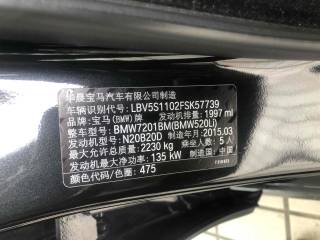 华晨宝马汽车有限公司制造
车辆识别代号: LBV5S1102FSK57739
品牌: 宝马(BMW)牌 发动机排量: 1997 ml
整车型号: BMW7201BM(BMW520Li)
发动机型号: N20B20D 制造年月: 2015.03
最大允许总质量: 2230 kg 乘坐人数: 5人
发动机最大净功率: 135 kW 制造国: 中国
颜色代码/色圈: 475